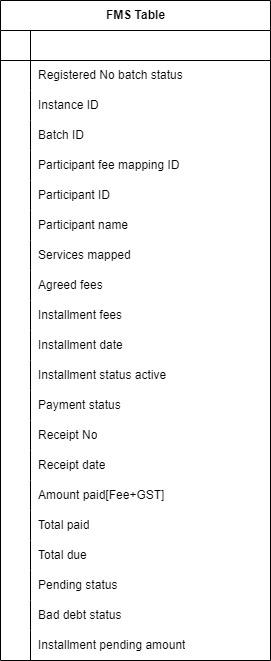 FMS Table
Registered No batch status
Instance ID
Batch ID
Participant fee mapping ID
Participant ID
Participant name
Services mapped
Agreed fees
Installment fees
Installment date
Installment status active
Payment status
Receipt No
Receipt date
Amount paid[Fee+GST]
Total paid
Total due
Pending status
Bad debt status
Installment pending amount